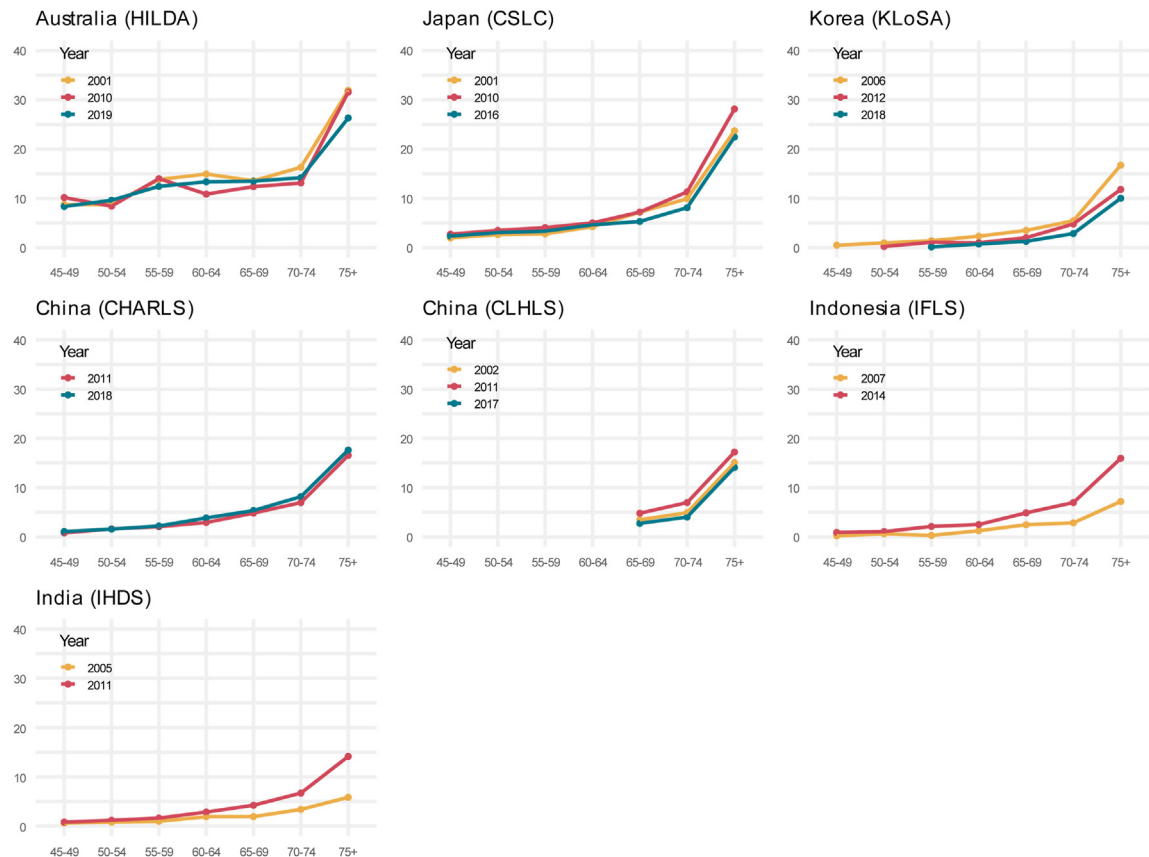 Australia (HILDA)
Japan (CSLC)
Korea (KLoSA)
40
30
20
10
0
Year
2001
2010
2019
45-49 50-54 55-59 60-64 65-69 70-74 75+
40
30
20
10
0
Year
2001
2010
2016
45-49 50-54 55-59 60-64 65-69 70-74 75+
40
30
20
10
0
Year
2006
2012
2018
45-49 50-54 55-59 60-64 65-69 70-74 75+
China (CHARLS)
China (CLHLS)
Indonesia (IFLS)
40
30
20
10
0
Year
2011
2018
45-49 50-54 55-59 60-64 65-69 70-74 75+
40
30
20
10
0
Year
2002
2011
2017
45-49 50-54 55-59 60-64 65-69 70-74 75+
40
30
20
10
0
Year
2007
2014
45-49 50-54 55-59 60-64 65-69 70-74 75+
India (IHDS)
40
30
20
10
0
Year
2005
2011
45-49 50-54 55-59 60-64 65-69 70-74 75+